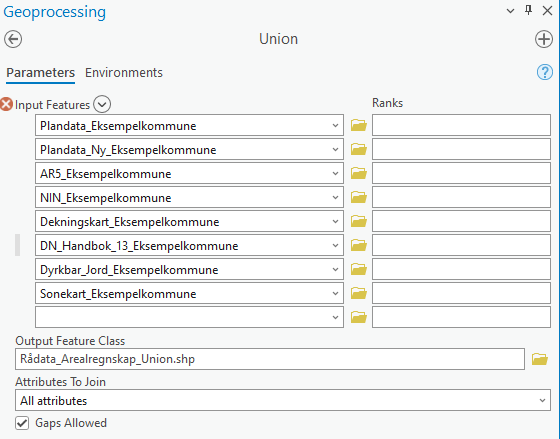 Geoprocessing
Union
Parameters Environments
Input Features Ranks
Plandata_Eksempelkommune
Plandata_Ny_Eksempelkommune
AR5_Eksempelkommune
NIN_Eksempelkommune
Dekningskart_Eksempelkommune
DN_Handbok_13_Eksempelkommune
Dyrkbar_Jord_Eksempelkommune
Sonekart_Eksempelkommune
Output Feature Class
Rådata_Arealregnskap_Union.shp
Attributes To Join
All attributes
Gaps Allowed